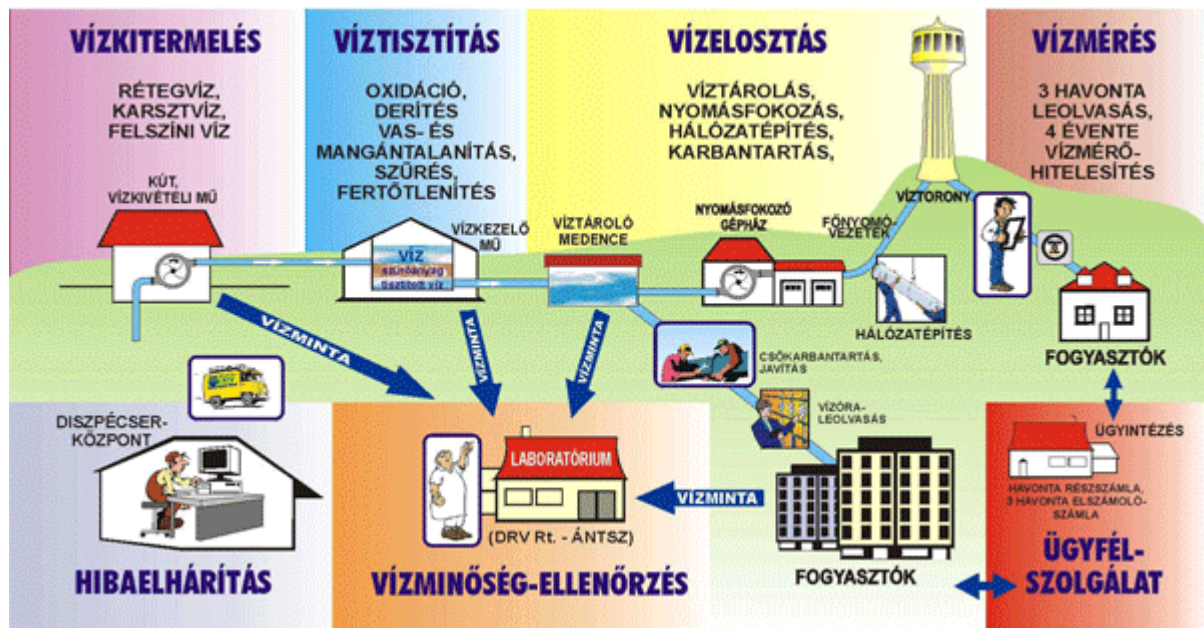 VÍZKITERMELÉS
RÉTEGVÍZ,
KARSZTVÍZ,
FELSZÍNI VÍZ
KÚT,
VÍZKIVÉTELI MŰ
VÍZTISZTÍTÁS
OXIDÁCIÓ,
DERÍTÉS
VAS- ÉS
MANGÁNTALANÍTÁS,
SZŰRÉS,
FERTŐTLENÍTÉS
VÍZKEZELŐ
MŰ
VÍZ
szűrőanyag
tisztított víz
VÍZELOSZTÁS
VÍZTÁROLÁS,
NYOMÁSFOKOZÁS,
HÁLÓZATÉPÍTÉS,
KARBANTARTÁS,
VÍZTÁROLÓ
MEDENCE
NYOMÁSFOKOZÓ
GÉPHÁZ
FŐNYOMÓ-
VEZETÉK
VÍZTORONY
HÁLÓZATÉPÍTÉS
VÍZMÉRÉS
3 HAVONTA
LEOLVASÁS,
4 ÉVENTE
VÍZMÉRŐ-
HITELESÍTÉS
FOGYASZTÓK
VÍZMINTA
VÍZMINTA
VÍZMINTA
CSŐKARBANTARTÁS,
JAVÍTÁS
VÍZÓRA-
LEOLVASÁS
DISZPÉCSER-
KÖZPONT
HIBAELHÁRÍTÁS
LABORATÓRIUM
(DRV Rt. - ÁNTSZ)
VÍZMINŐSÉG-ELLENŐRZÉS
VÍZMINTA
FOGYASZTÓK
ÜGYINTÉZÉS
HAVONTA RÉSZSZÁMLA,
3 HAVONTA ELSZÁMOLÓ-
SZÁMLA
ÜGYFÉL-
SZOLGÁLAT